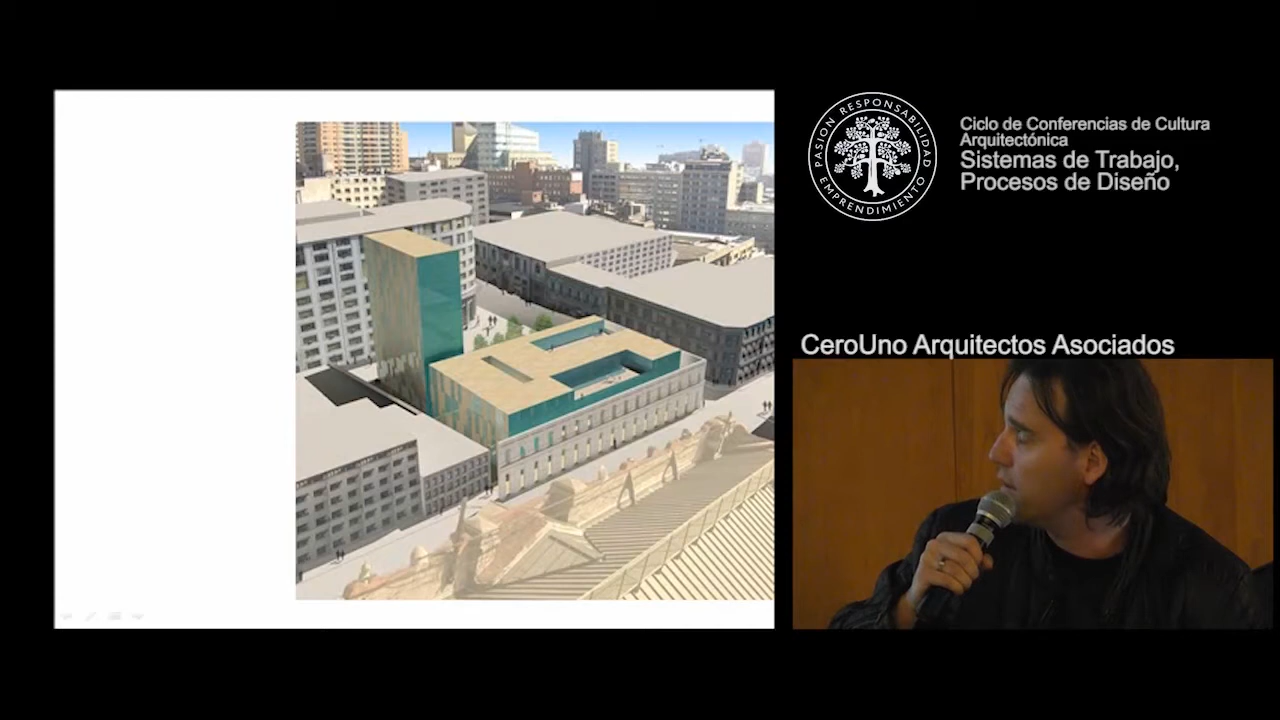 PASION RESPONSABILIDAD
EMPRENDIMIENTO
Ciclo de Conferencias de Cultura
Arquitectónica
Sistemas de Trabajo,
Procesos de Diseño
CeroUno Arquitectos Asociados